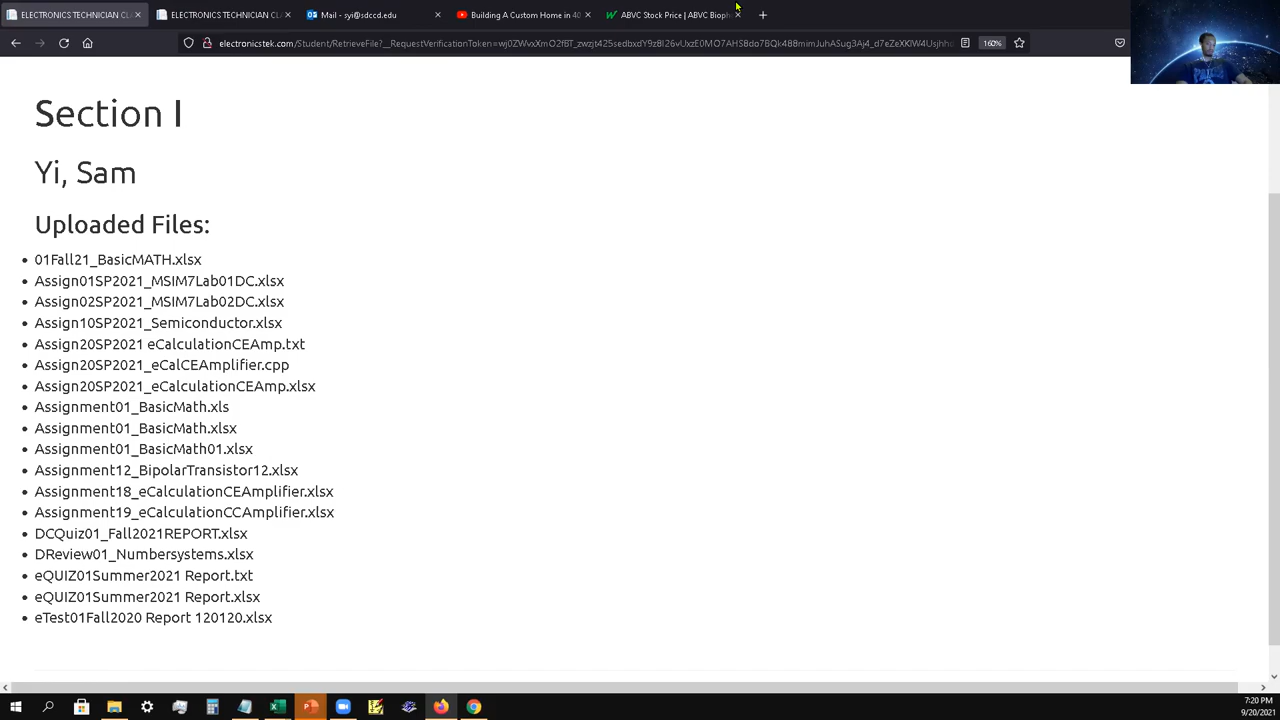 ELECTRONICS TECHNICIAN CL
ELECTRONICS TECHNICIAN CL
Mail - syi@sdccd.edu
Building A Custom Home in 40
ABVC Stock Price | ABVC Bioph
160%
Section I
Yi, Sam
Uploaded Files:
01Fall21_BasicMATH.xlsx
Assign01SP2021_MSIM7Lab01DC.xlsx
Assign02SP2021_MSIM7Lab02DC.xlsx
Assign10SP2021_Semiconductor.xlsx
Assign20SP2021 eCalculationCEAmp.txt
Assign20SP2021_eCalCEAmplifier.cpp
Assign20SP2021_eCalculationCEAmp.xlsx
Assignment01_BasicMath.xls
Assignment01_BasicMath.xlsx
Assignment01_BasicMath01.xlsx
Assignment12_BipolarTransistor12.xlsx
Assignment18_eCalculationCEAmplifier.xlsx
Assignment19_eCalculationCCAmplifier.xlsx
DCQuiz01_Fall2021REPORT.xlsx
DReview01_Numbersystems.xlsx
eQUIZ01Summer2021 Report.txt
eQUIZ01Summer2021 Report.xlsx
eTest01Fall2020 Report 120120.xlsx
7:20 PM
9/20/2021